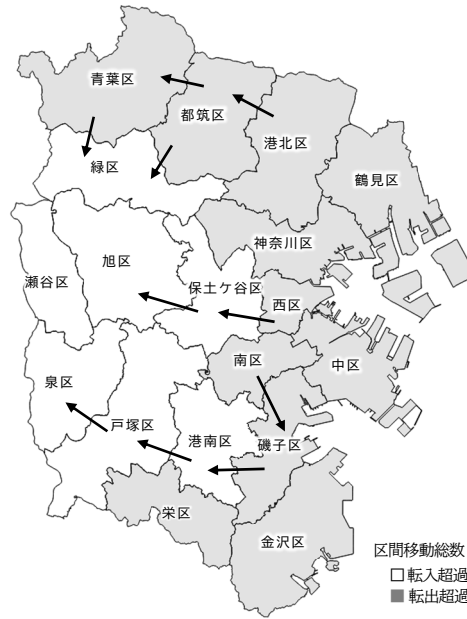 青葉区
都筑区
港北区
緑区
鶴見区
神奈川区
旭区
瀬谷区
保土ケ谷区
西区
中区
南区
泉区
戸塚区
港南区
磯子区
栄区
金沢区
区間移動総数
転入超過
転出超過